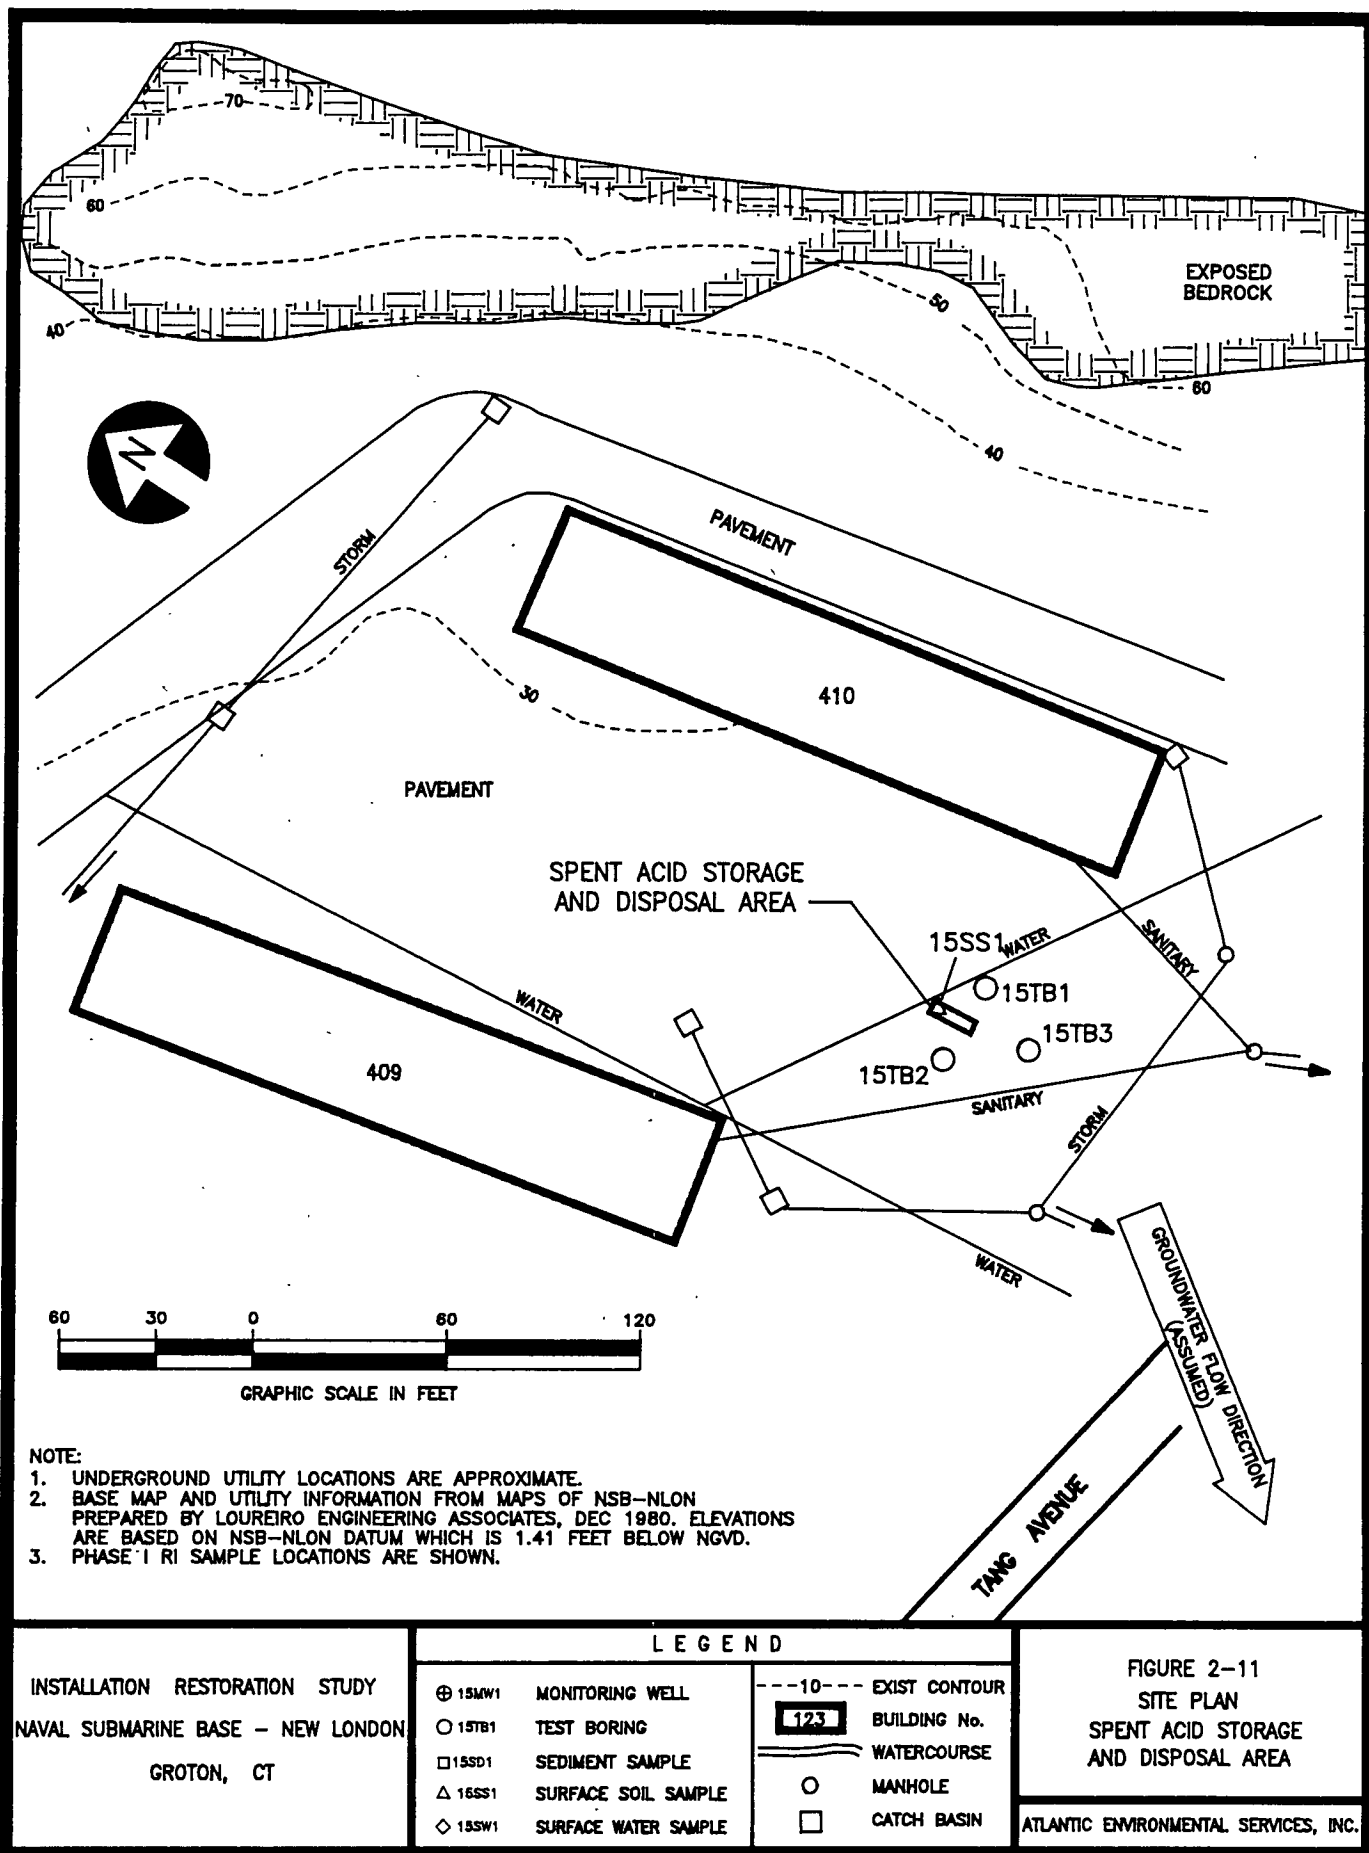 70
60
EXPOSED
BEDROCK
50
40
60
40
N
STORM
PAVEMENT
30
410
PAVEMENT
SPENT ACID STORAGE
AND DISPOSAL AREA
15SS1
WATER
SANITARY
15TB1
WATER
15TB3
409
15TB2
SANITARY
STORM
WATER
GROUNDWATER FLOW DIRECTION
(ASSUMED)
60 30 0 60 120
GRAPHIC SCALE IN FEET
TANG AVENUE
NOTE:
1. UNDERGROUND UTILITY LOCATIONS ARE APPROXIMATE.
2. BASE MAP AND UTILITY INFORMATION FROM MAPS OF NSB-NLON
PREPARED BY LOUREIRO ENGINEERING ASSOCIATES, DEC 1980. ELEVATIONS
ARE BASED ON NSB-NLON DATUM WHICH IS 1.41 FEET BELOW NGVD.
3. PHASE I RI SAMPLE LOCATIONS ARE SHOWN.
INSTALLATION RESTORATION STUDY
NAVAL SUBMARINE BASE - NEW LONDON
GROTON, CT
LEGEND
15MW1 MONITORING WELL
15TB1 TEST BORING
15SD1 SEDIMENT SAMPLE
15SS1 SURFACE SOIL SAMPLE
15SW1 SURFACE WATER SAMPLE
---10--- EXIST CONTOUR
123 BUILDING No.
WATERCOURSE
MANHOLE
CATCH BASIN
FIGURE 2-11
SITE PLAN
SPENT ACID STORAGE
AND DISPOSAL AREA
ATLANTIC ENVIRONMENTAL SERVICES, INC.